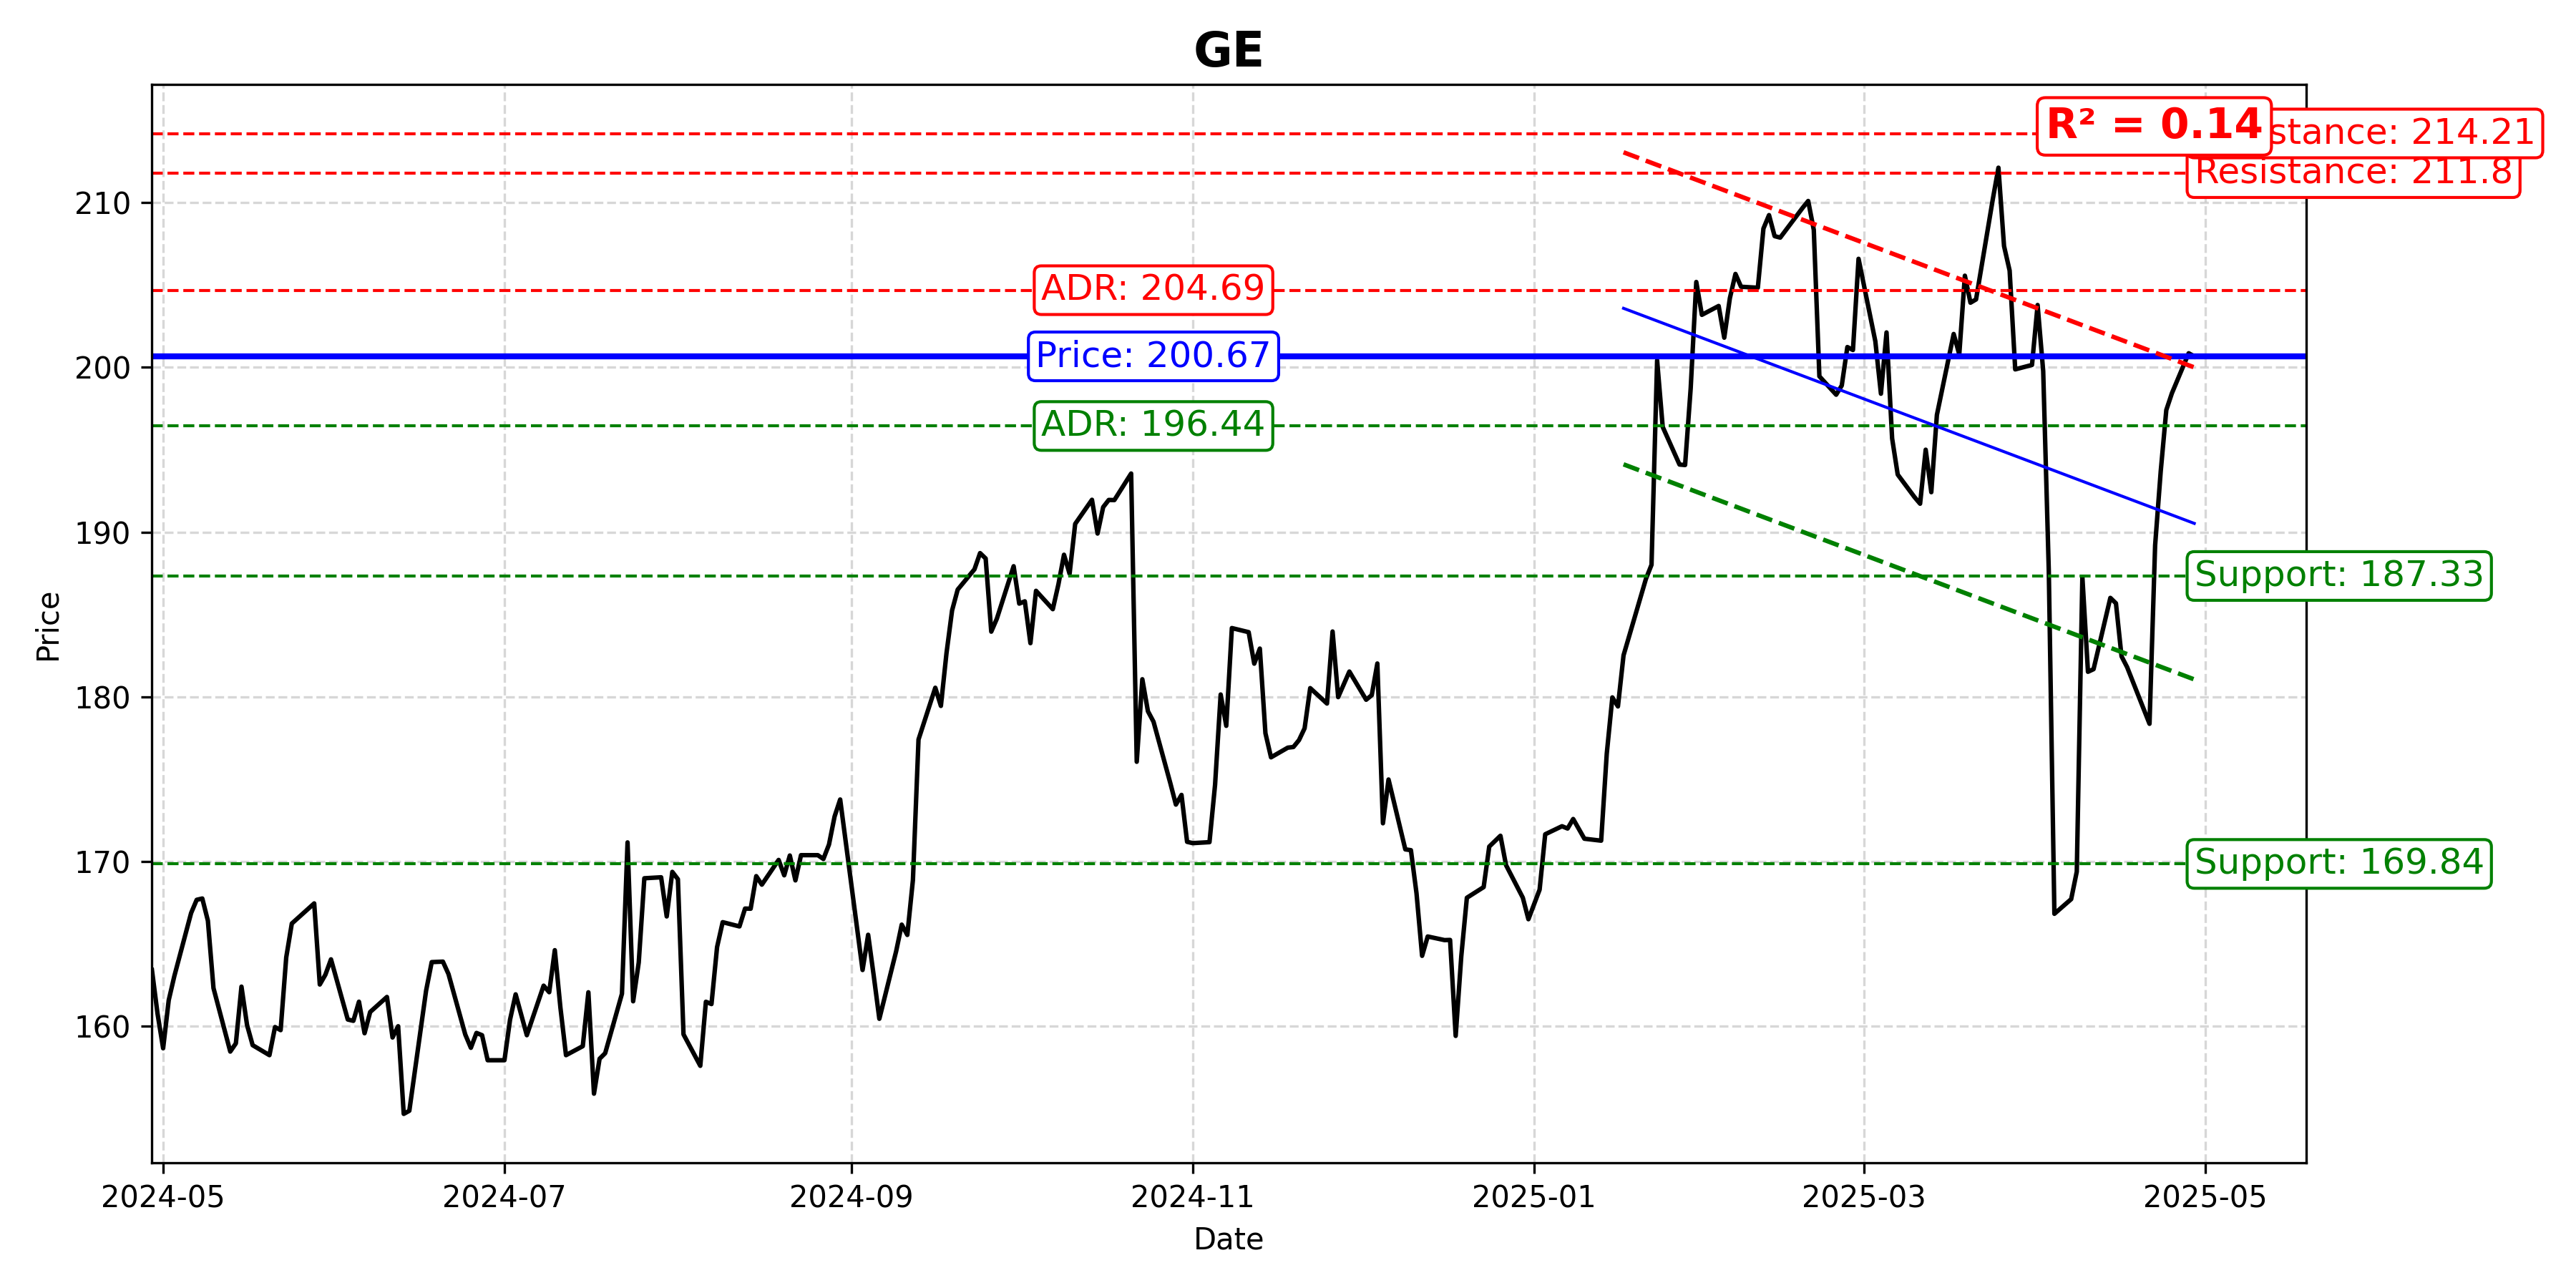 GE
R² = 0.14
stance: 214.21
Resistance: 211.8
210
ADR: 204.69
Price: 200.67
200
ADR: 196.44
190
Support: 187.33
Price
180
170
Support: 169.84
160
2024-05
2024-07
2024-09
2024-11
2025-01
2025-03
2025-05
Date